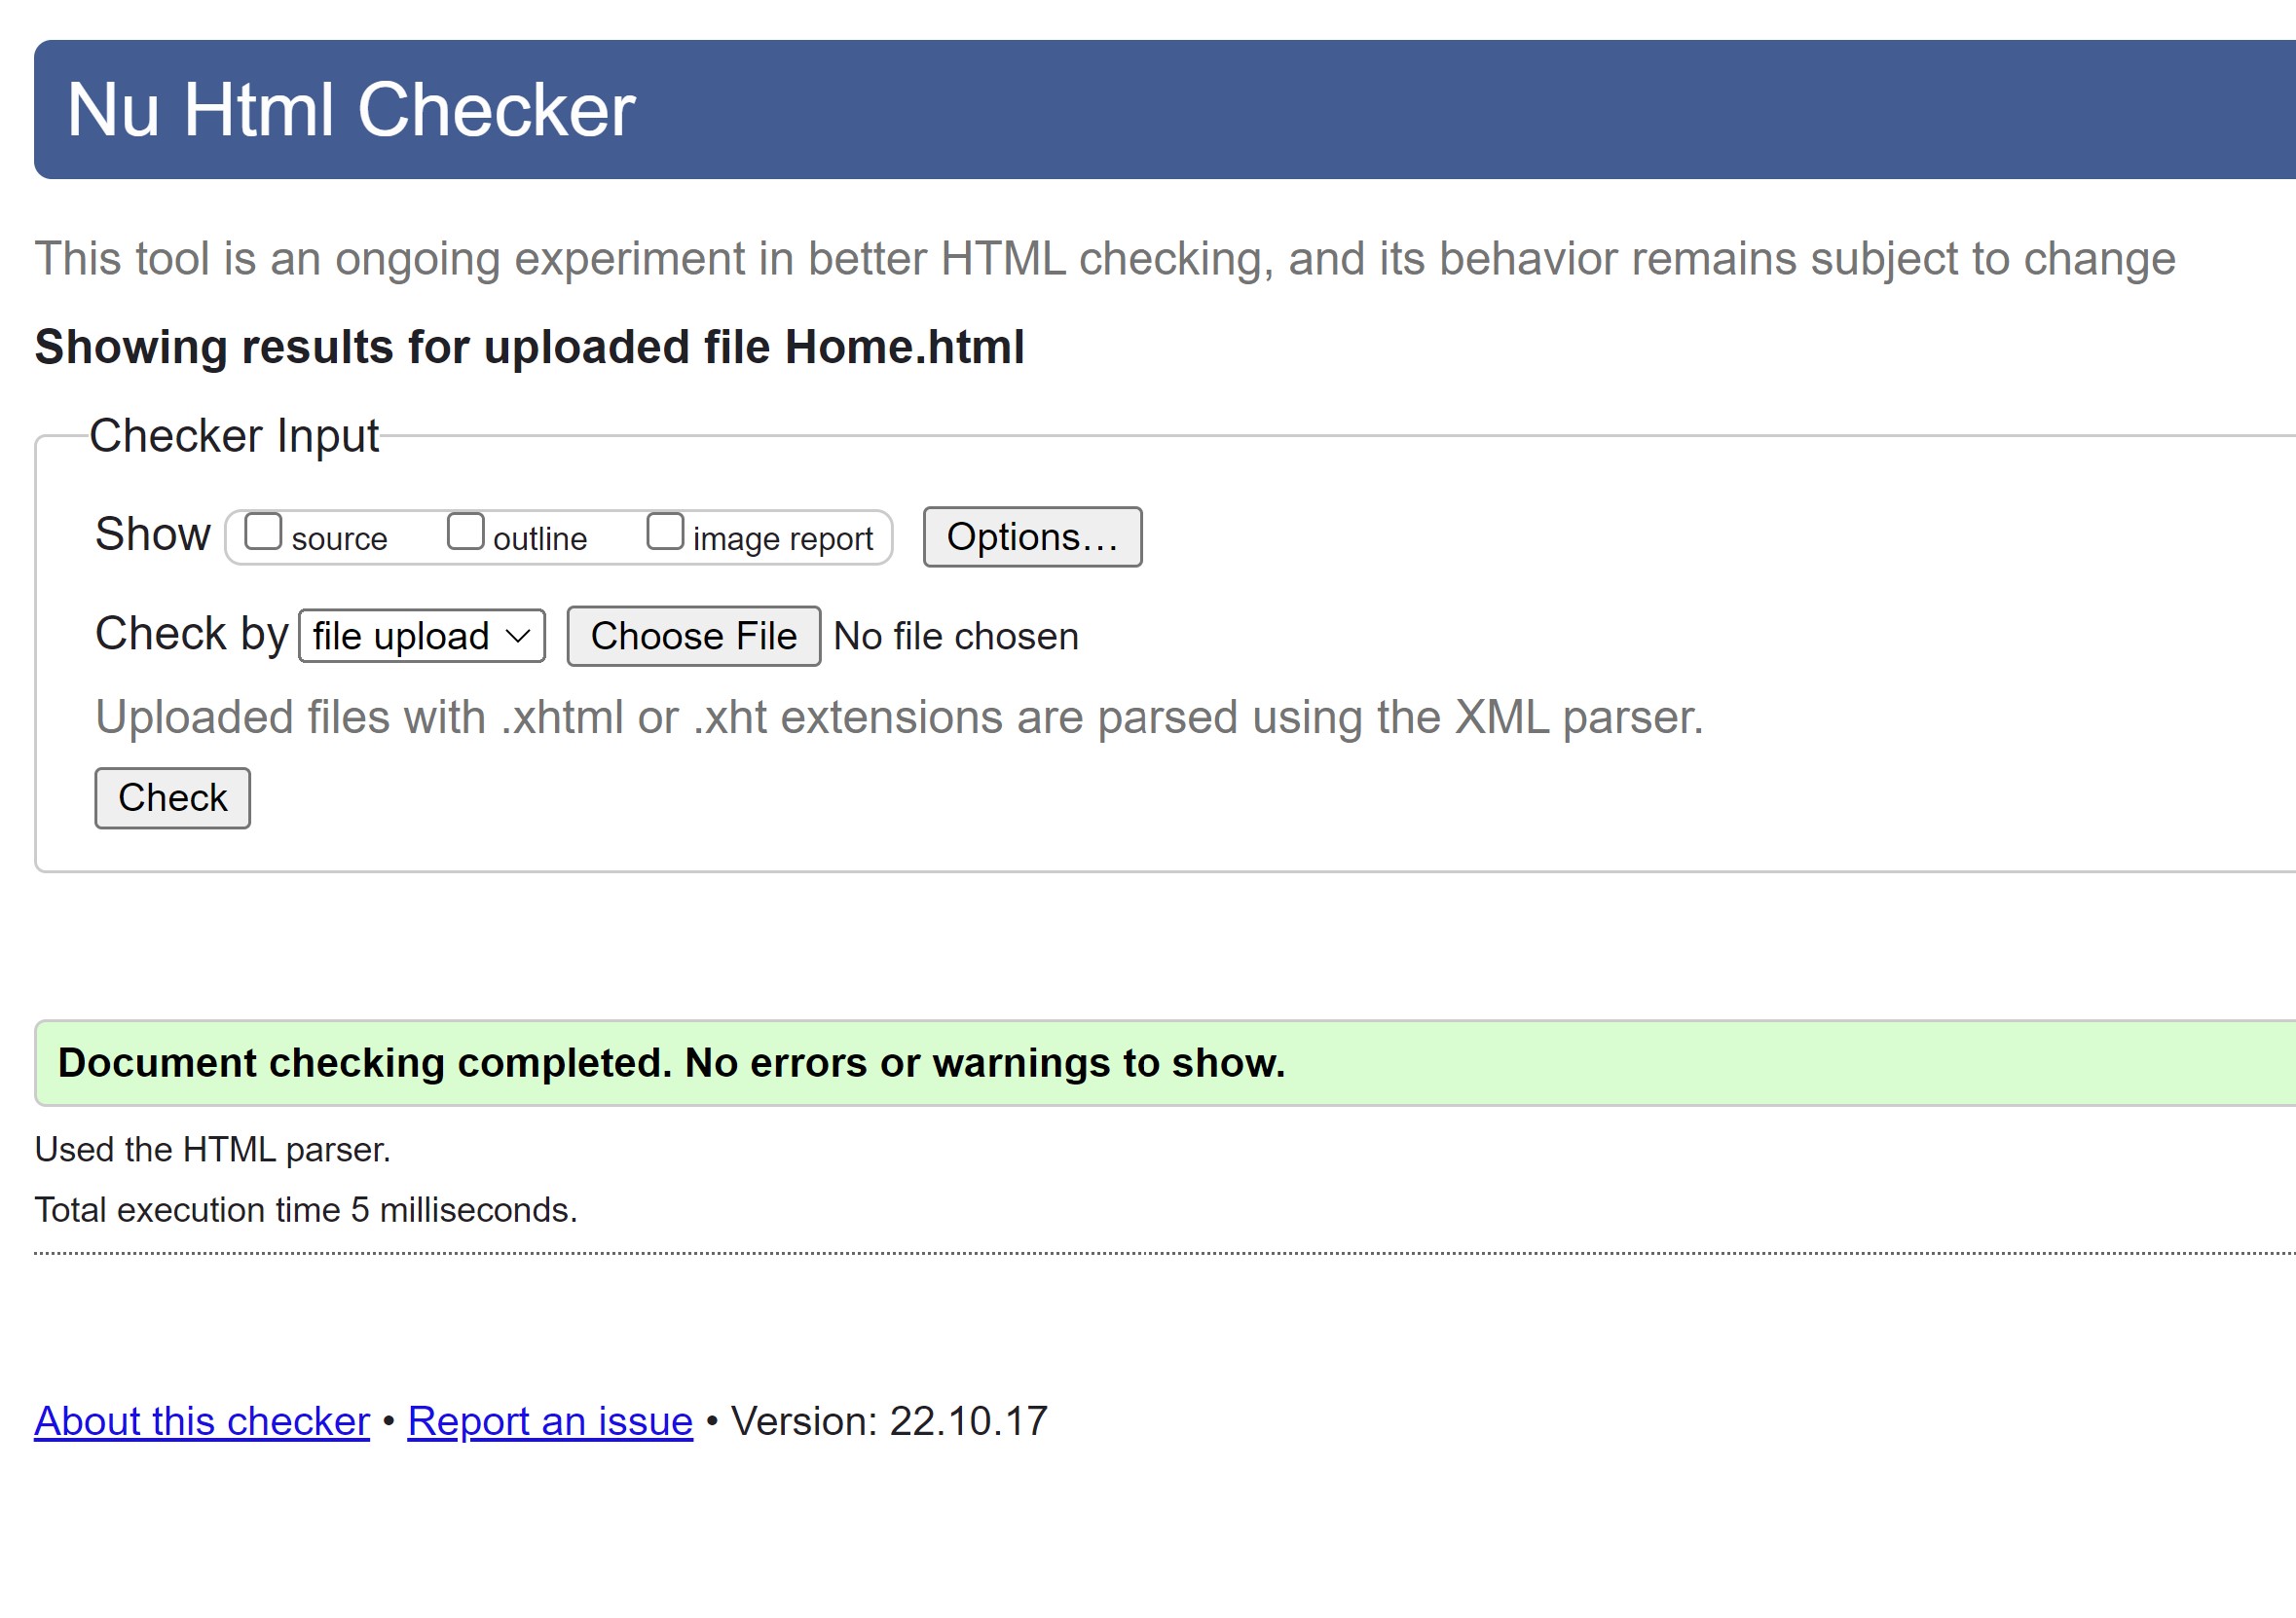 Nu Html Checker
This tool is an ongoing experiment in better HTML checking, and its behavior remains subject to change
Showing results for uploaded file Home.html
Checker Input
Show source outline image report Options…
Check by file upload Choose File No file chosen
Uploaded files with .xhtml or .xht extensions are parsed using the XML parser.
Check
Document checking completed. No errors or warnings to show.
Used the HTML parser.
Total execution time 5 milliseconds.
About this checker • Report an issue • Version: 22.10.17